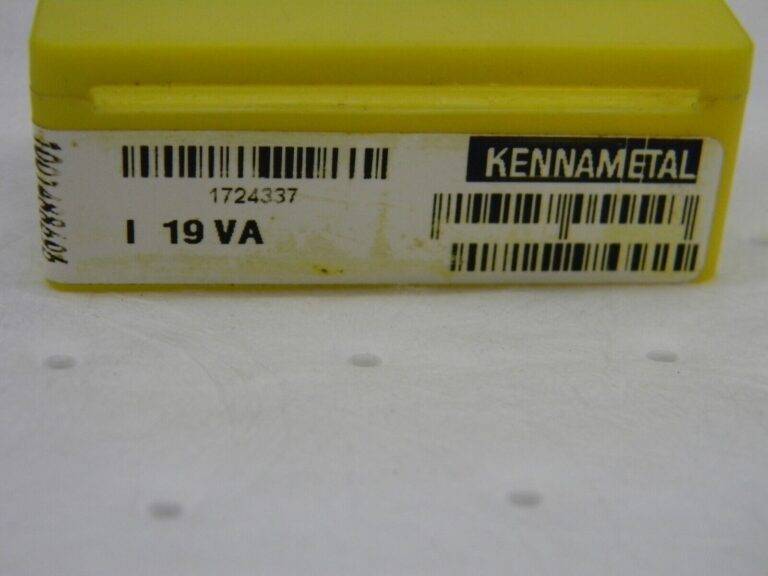 KENNAMETAL
1724337
I 19 VA